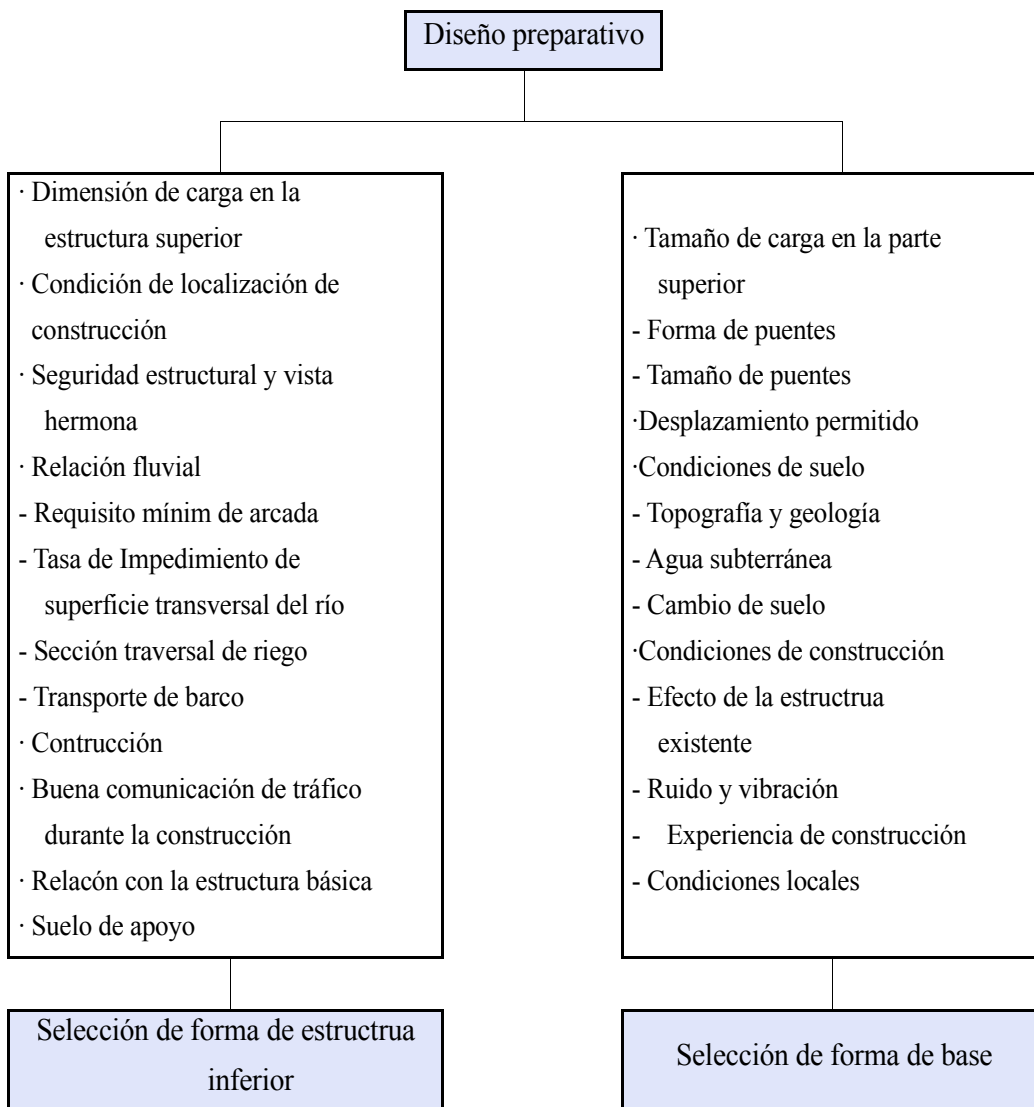 Diseño preparativo
· Dimensión de carga en la
estructura superior
· Condición de localización de
construcción
· Seguridad estructural y vista
hermona
· Relación fluvial
- Requisito mínim de arcada
- Tasa de Impedimiento de
superficie transversal del río
- Sección traversal de riego
- Transporte de barco
· Contrucción
· Buena comunicación de tráfico
durante la construcción
· Relacón con la estructura básica
· Suelo de apoyo
· Tamaño de carga en la parte
superior
- Forma de puentes
- Tamaño de puentes
·Desplazamiento permitido
·Condiciones de suelo
- Topografía y geología
- Agua subterránea
- Cambio de suelo
·Condiciones de construcción
- Efecto de la estructrua
existente
- Ruido y vibración
- Experiencia de construcción
- Condiciones locales
Selección de forma de estructrua
inferior
Selección de forma de base